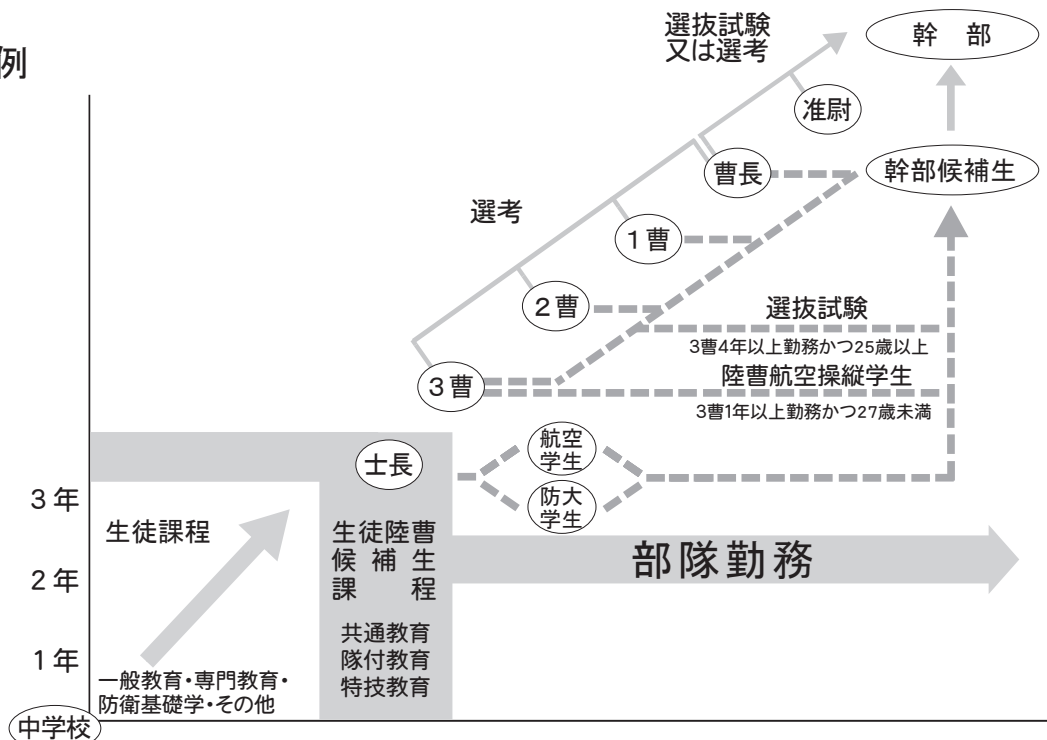 例
選抜試験
又は選考
幹 部
准尉
曹長
幹部候補生
選考
1曹
2曹
選抜試験
3曹4年以上勤務かつ25歳以上
3曹
陸曹航空操縦学生
3曹1年以上勤務かつ27歳未満
士長
航空
学生
防大
学生
3年
2年
1年
中学校
生徒課程
一般教育・専門教育・
防衛基礎学・その他
生徒陸曹
候補生
課程
共通教育
隊付教育
特技教育
部隊勤務